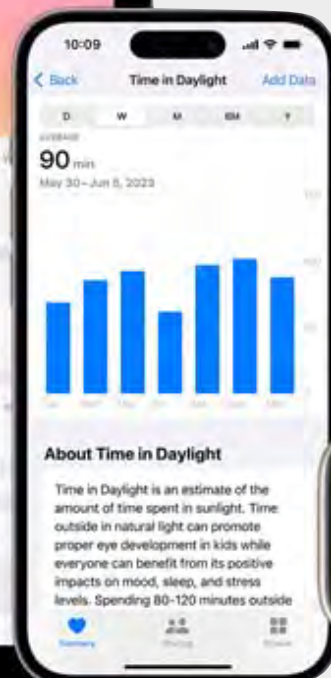 10:09
Back Time in Daylight Add Data
D W M 6M Y
AVERAGE
90 min
May 30–Jun 5, 2023
About Time in Daylight
Time in Daylight is an estimate of the
amount of time spent in sunlight. Time
outside in natural light can promote
proper eye development in kids while
everyone can benefit from its positive
impacts on mood, sleep, and stress
levels. Spending 80-120 minutes outside
Summary
Sharing
Browse